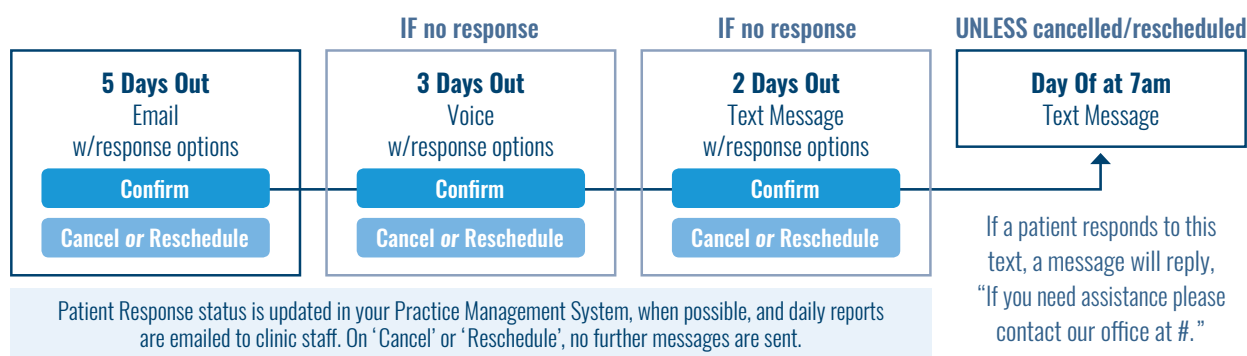 IF no response
IF no response
UNLESS cancelled/rescheduled
5 Days Out
Email
w/response options
Confirm
Cancel or Reschedule
3 Days Out
Voice
w/response options
Confirm
Cancel or Reschedule
2 Days Out
Text Message
w/response options
Confirm
Cancel or Reschedule
Day Of at 7am
Text Message
If a patient responds to this
text, a message will reply,
“If you need assistance please
contact our office at #.”
Patient Response status is updated in your Practice Management System, when possible, and daily reports
are emailed to clinic staff. On ‘Cancel’ or ‘Reschedule’, no further messages are sent.